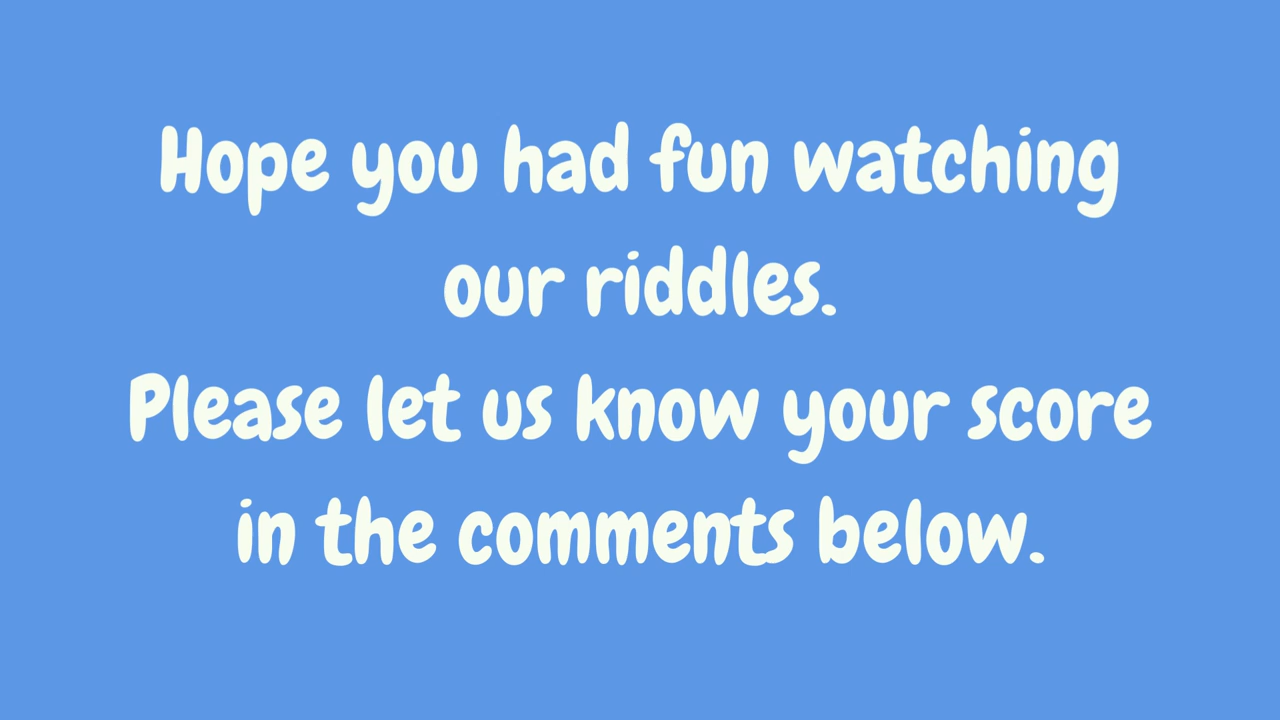 Hope you had fun watching
our riddles.
Please let us know your score
in the comments below.